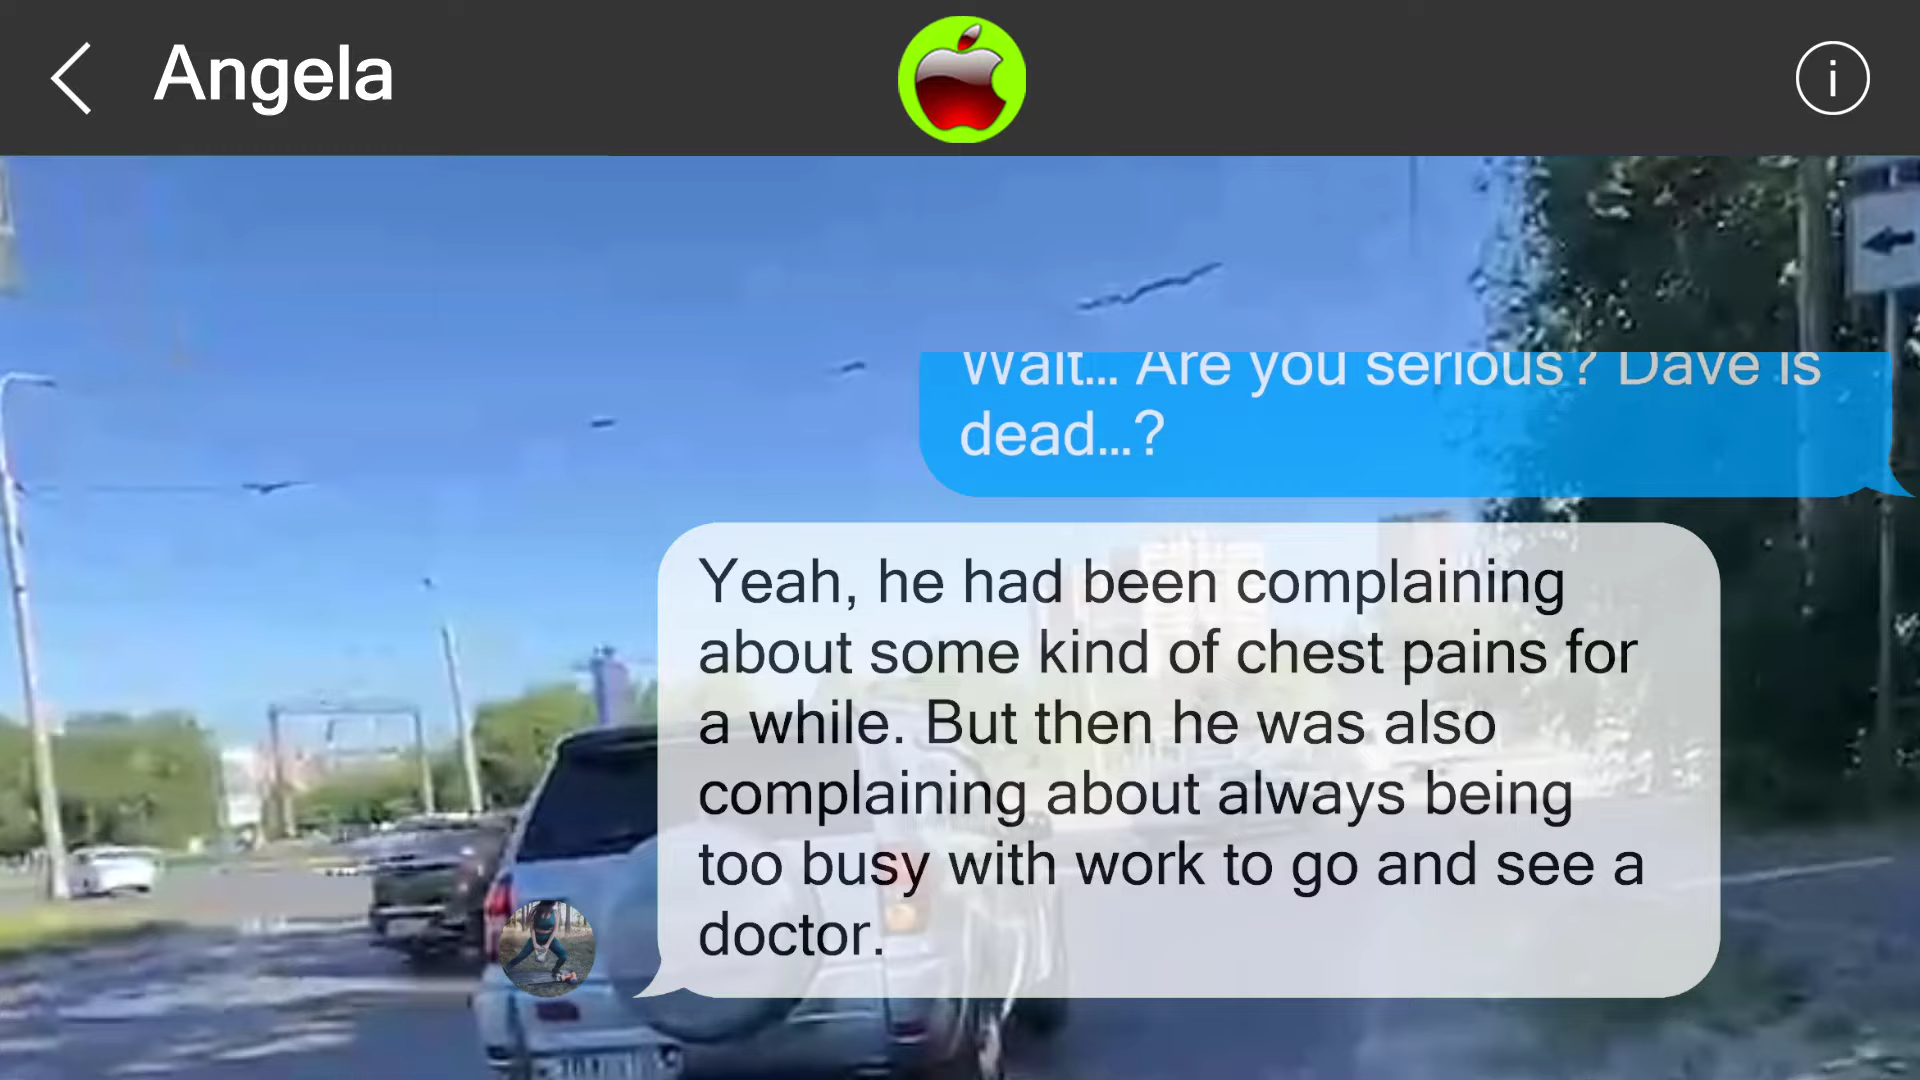 Angela
i
Wait... Are you serious? Dave is
dead...?
Yeah, he had been complaining
about some kind of chest pains for
a while. But then he was also
complaining about always being
too busy with work to go and see a
doctor.